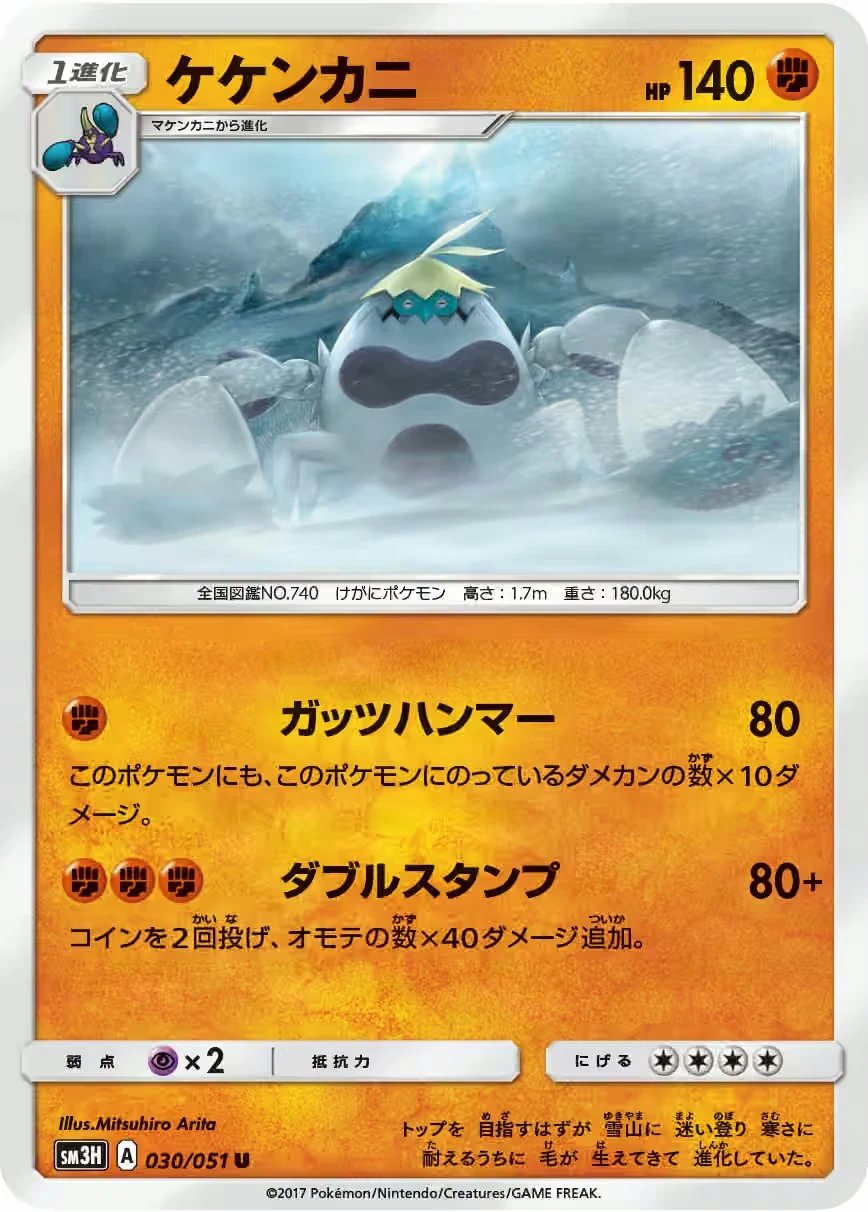 1進化
ケケンカニ
HP 140
マケンカニから進化
全国図鑑NO.740 けがにポケモン 高さ：1.7m 重さ：180.0kg
ガッツハンマー 80
このポケモンにも、このポケモンにのっているダメカンの数×10ダ
メージ。
ダブルスタンプ 80+
コインを2回投げ、オモテの数×40ダメージ追加。
弱点 ×2 抵抗力 にげる
Illus.Mitsuhiro Arita
トップを 目指すはずが 雪山に 迷い登り 寒さに
耐えるうちに 毛が 生えてきて 進化していた。
SM3H A 030/051 U
©2017 Pokémon/Nintendo/Creatures/GAME FREAK.